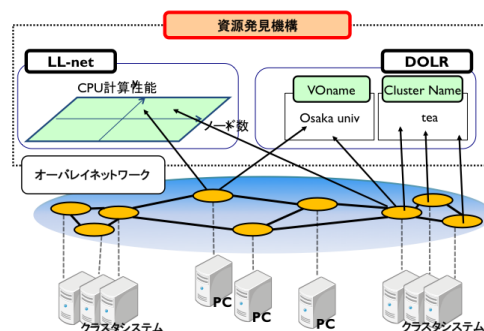 資源発見機構
LL-net
DOLR
CPU計算性能
ノード数
VOname
Cluster Name
Osaka univ
tea
オーバレイネットワーク
PC
PC
PC
クラスタシステム
クラスタシステム